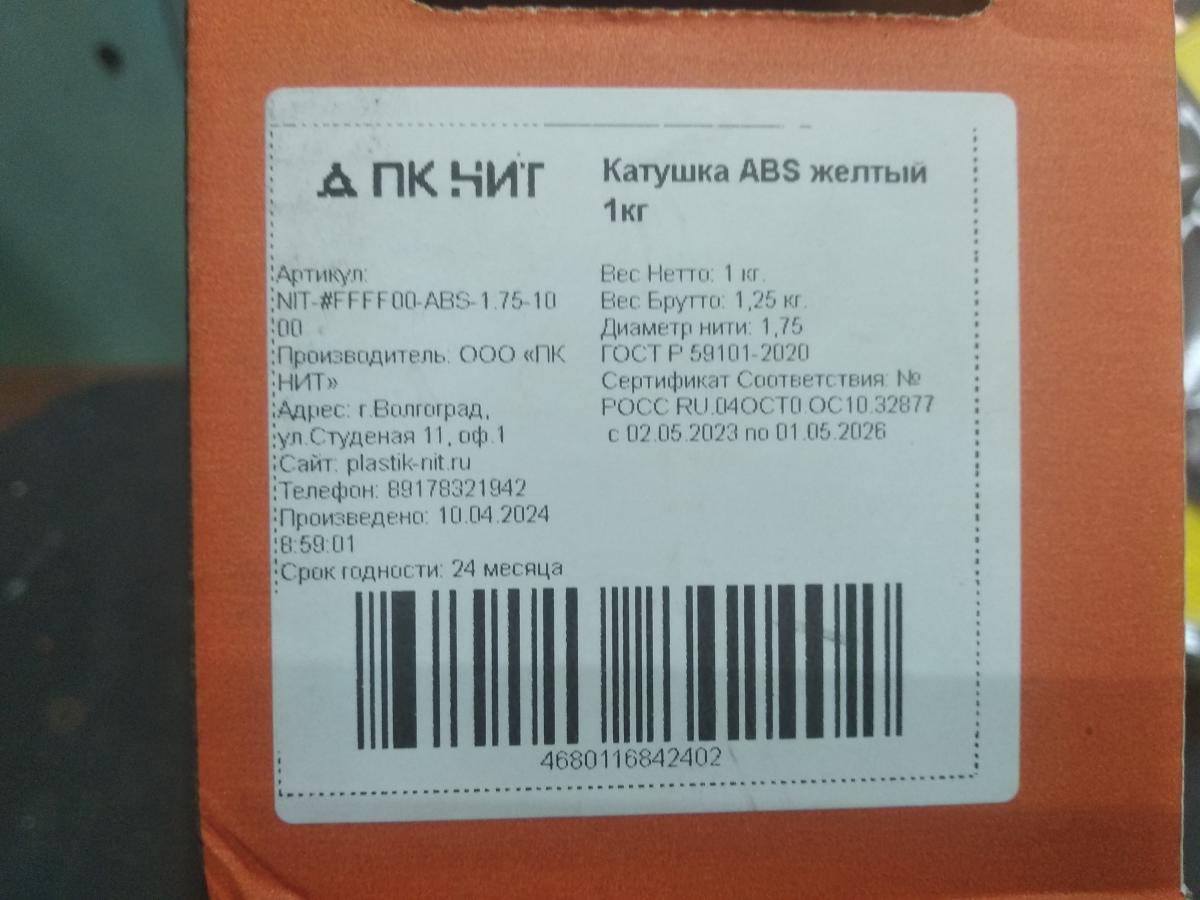 ПК НИТ
Катушка ABS желтый
1кг
Артикул:
NIT-#FFFF00-ABS-1.75-10
00
Производитель: ООО «ПК
НИТ»
Адрес: г.Волгоград,
ул.Студеная 11, оф.1
Сайт: plastik-nit.ru
Телефон: 89178321942
Произведено: 10.04.2024
8:59:01
Срок годности: 24 месяца
Вес Нетто: 1 кг.
Вес Брутто: 1,25 кг.
Диаметр нити: 1,75
ГОСТ Р 59101-2020
Сертификат Соответствия: №
РОСС RU.04ОСТ0.ОС10.32877
с 02.05.2023 по 01.05.2026
4680116842402